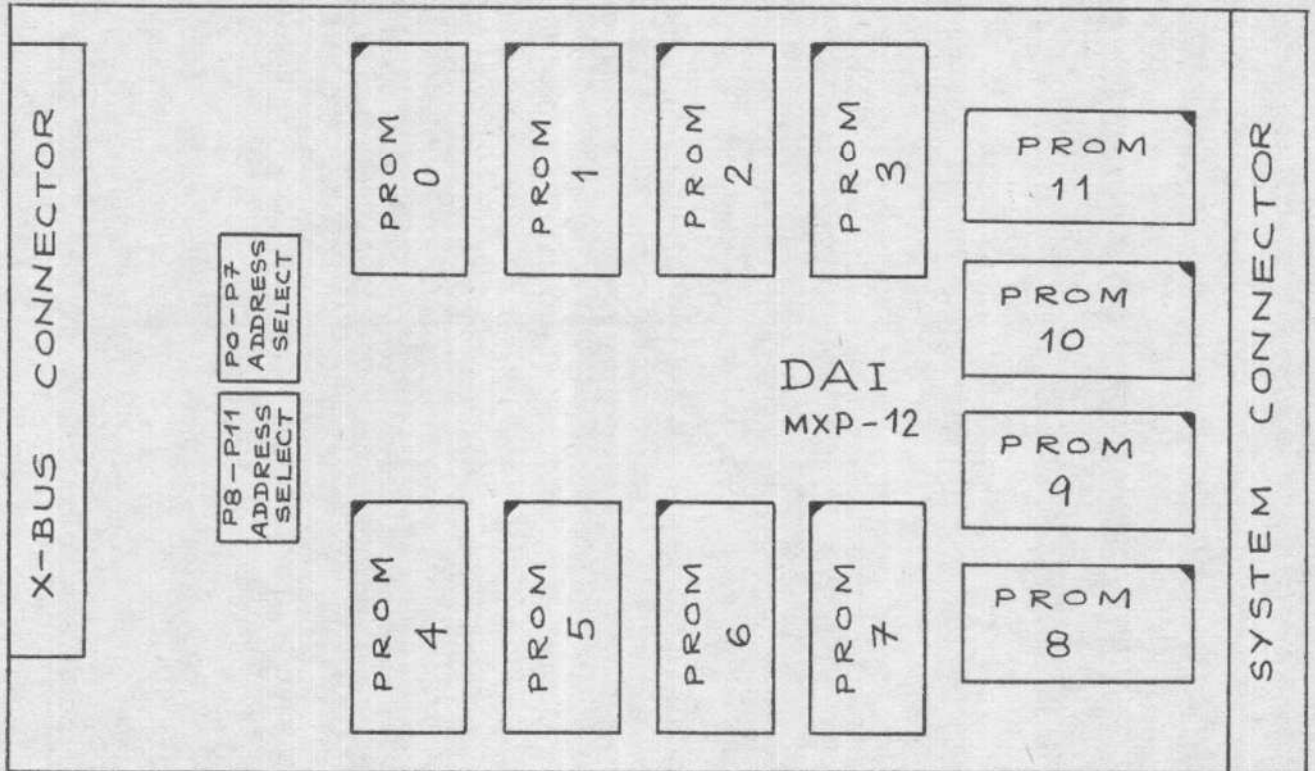 X-BUS CONNECTOR
P0-P7
ADDRESS
SELECT
P8-P11
ADDRESS
SELECT
PROM
0
PROM
1
PROM
2
PROM
3
PROM
4
PROM
5
PROM
6
PROM
7
DAI
MXP-12
PROM
11
PROM
10
PROM
9
PROM
8
SYSTEM CONNECTOR